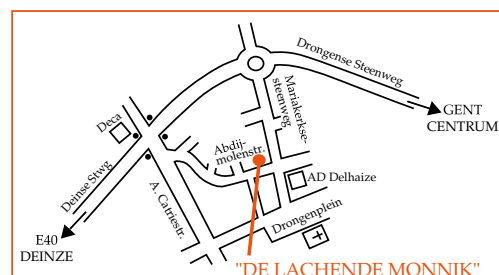 Drongense Steenweg
GENT
CENTRUM
Mariakerkse-
steenweg
Deca
Abdij-
molenstr.
Deinse Stwg
A. Catriestr.
AD Delhaize
Drongenplein
E40
DEINZE
"DE LACHENDE MONNIK"